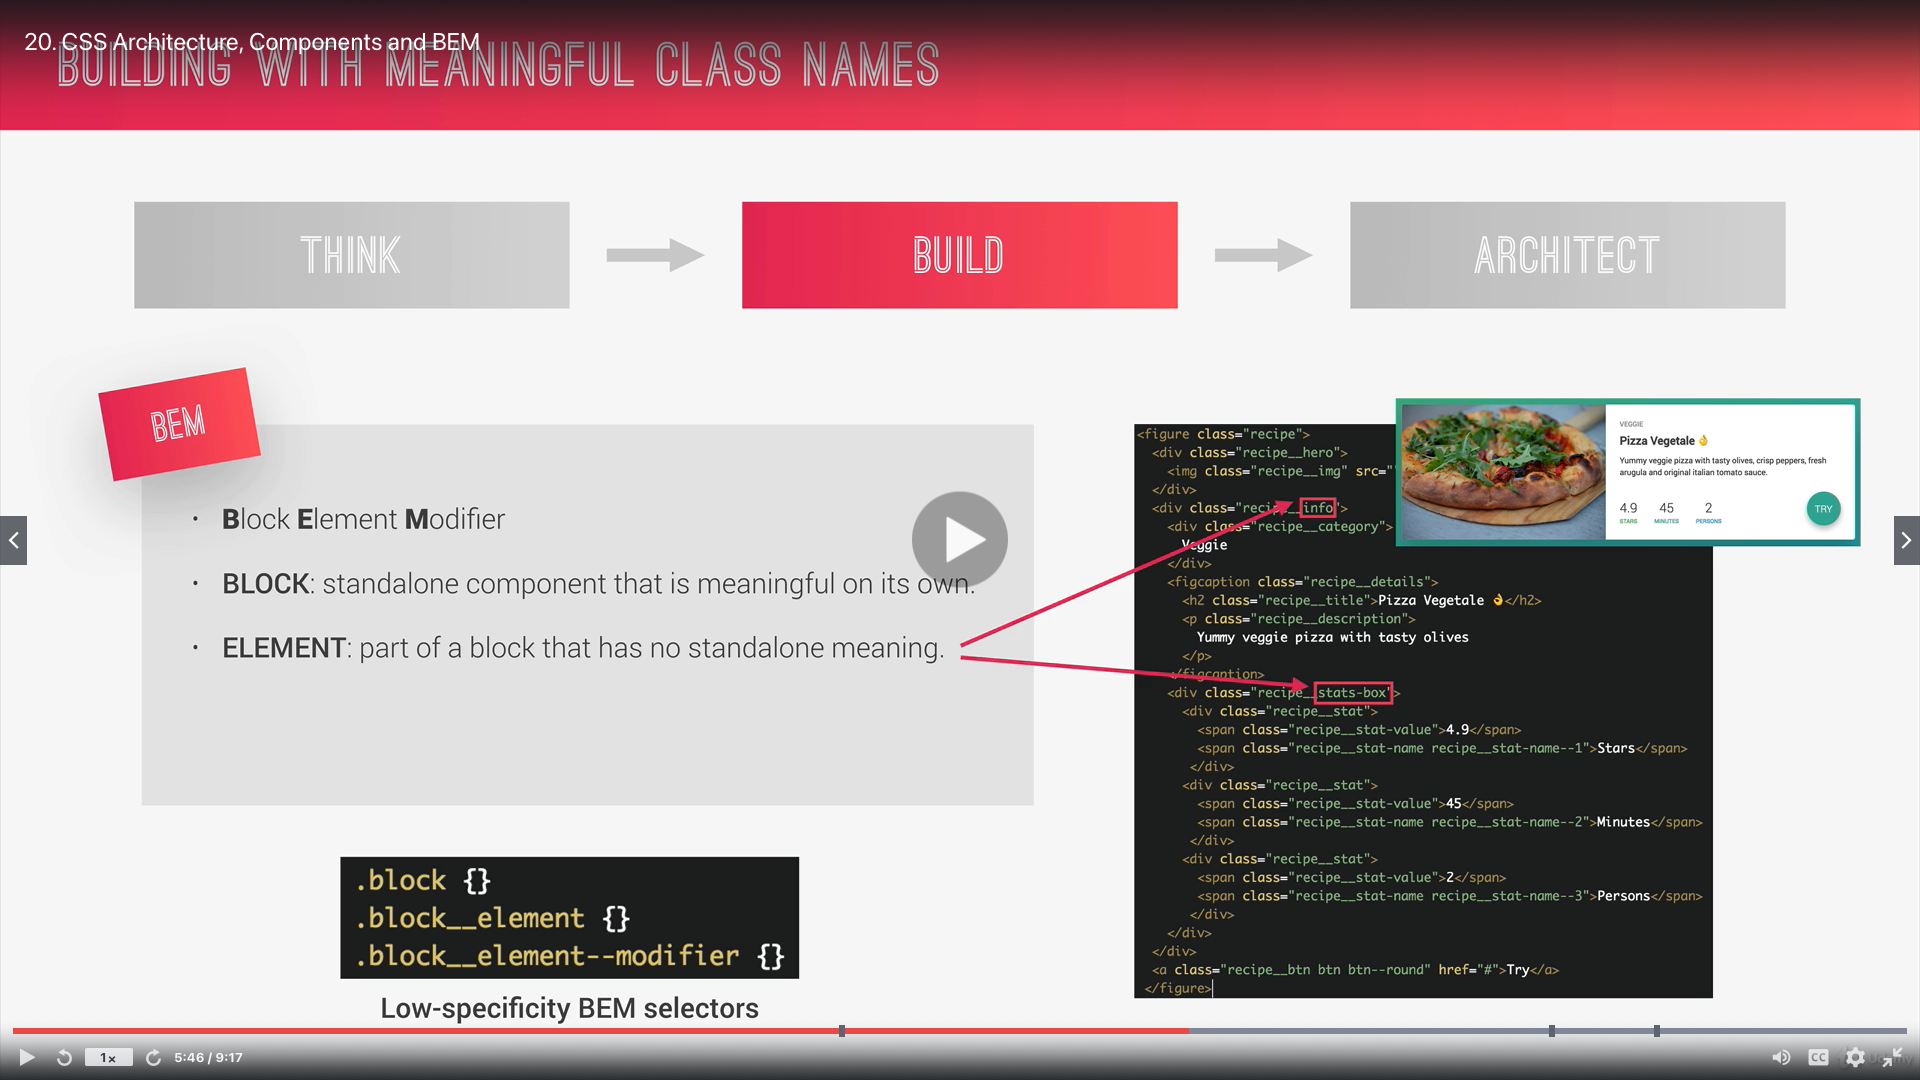 20. CSS Architecture, Components and BEM
BUILDING WITH MEANINGFUL CLASS NAMES
THINK
BUILD
ARCHITECT
BEM
• Block Element Modifier
• BLOCK: standalone component that is meaningful on its own.
• ELEMENT: part of a block that has no standalone meaning.
.block {}
.block__element {}
.block__element--modifier {}
Low-specificity BEM selectors
<figure class="recipe">
<div class="recipe__hero">
<img class="recipe__img" src="
</div>
<div class="recipe__info">
<div class="recipe__category">
Veggie
</div>
<figcaption class="recipe__details">
<h2 class="recipe__title">Pizza Vegetale 👌</h2>
<p class="recipe__description">
Yummy veggie pizza with tasty olives
</p>
</figcaption>
<div class="recipe__stats-box">
<div class="recipe__stat">
<span class="recipe__stat-value">4.9</span>
<span class="recipe__stat-name recipe__stat-name--1">Stars</span>
</div>
<div class="recipe__stat">
<span class="recipe__stat-value">45</span>
<span class="recipe__stat-name recipe__stat-name--2">Minutes</span>
</div>
<div class="recipe__stat">
<span class="recipe__stat-value">2</span>
<span class="recipe__stat-name recipe__stat-name--3">Persons</span>
</div>
</div>
</div>
<a class="recipe__btn btn btn--round" href="#">Try</a>
</figure>
VEGGIE
Pizza Vegetale 👌
Yummy veggie pizza with tasty olives, crisp peppers, fresh
arugula and original italian tomato sauce.
4.9 45 2
STARS MINUTES PERSONS
TRY
1x
5:46 / 9:17
CC